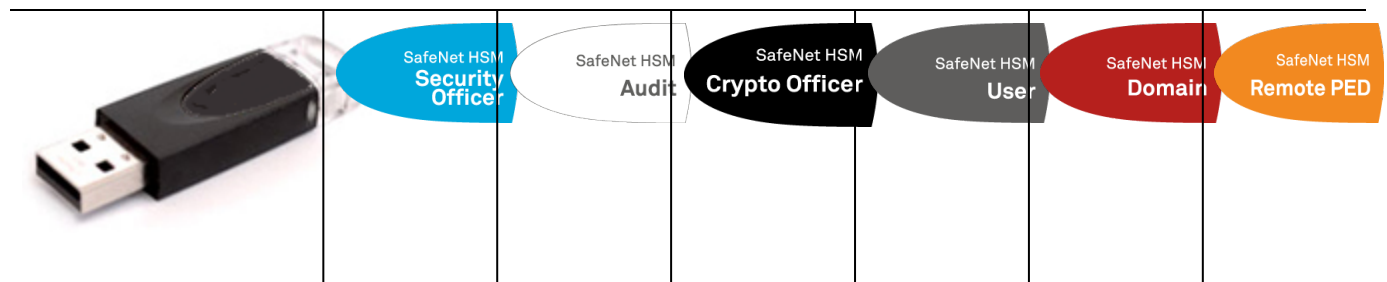 SafeNet HSM
Security
Officer
SafeNet HSM
Audit
SafeNet HSM
Crypto Officer
SafeNet HSM
User
SafeNet HSM
Domain
SafeNet HSM
Remote PED